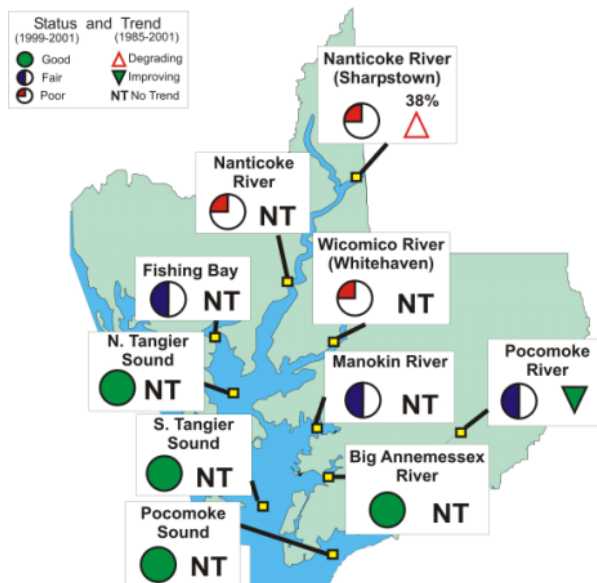 Status and Trend
(1999-2001) (1985-2001)
Good Degrading
Fair Improving
Poor NT No Trend
Nanticoke River
(Sharpstown)
38%
Nanticoke
River
NT
Wicomico River
(Whitehaven)
NT
Fishing Bay
NT
N. Tangier
Sound
NT
Manokin River
NT
Pocomoke
River
S. Tangier
Sound
NT
Big Annemessex
River
NT
Pocomoke
Sound
NT